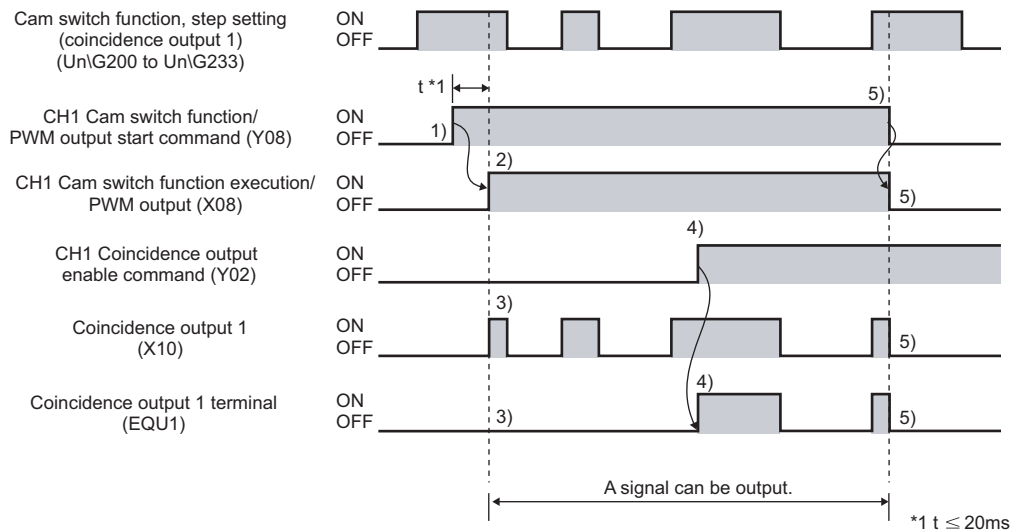 Cam switch function, step setting
(coincidence output 1)
(Un\G200 to Un\G233)
ON
OFF
t *1
CH1 Cam switch function/
PWM output start command (Y08)
ON
OFF
1)
5)
CH1 Cam switch function execution/
PWM output (X08)
ON
OFF
2)
5)
CH1 Coincidence output
enable command (Y02)
ON
OFF
4)
Coincidence output 1
(X10)
ON
OFF
3)
5)
Coincidence output 1 terminal
(EQU1)
ON
OFF
3)
4)
5)
A signal can be output.
*1 t ≤ 20ms